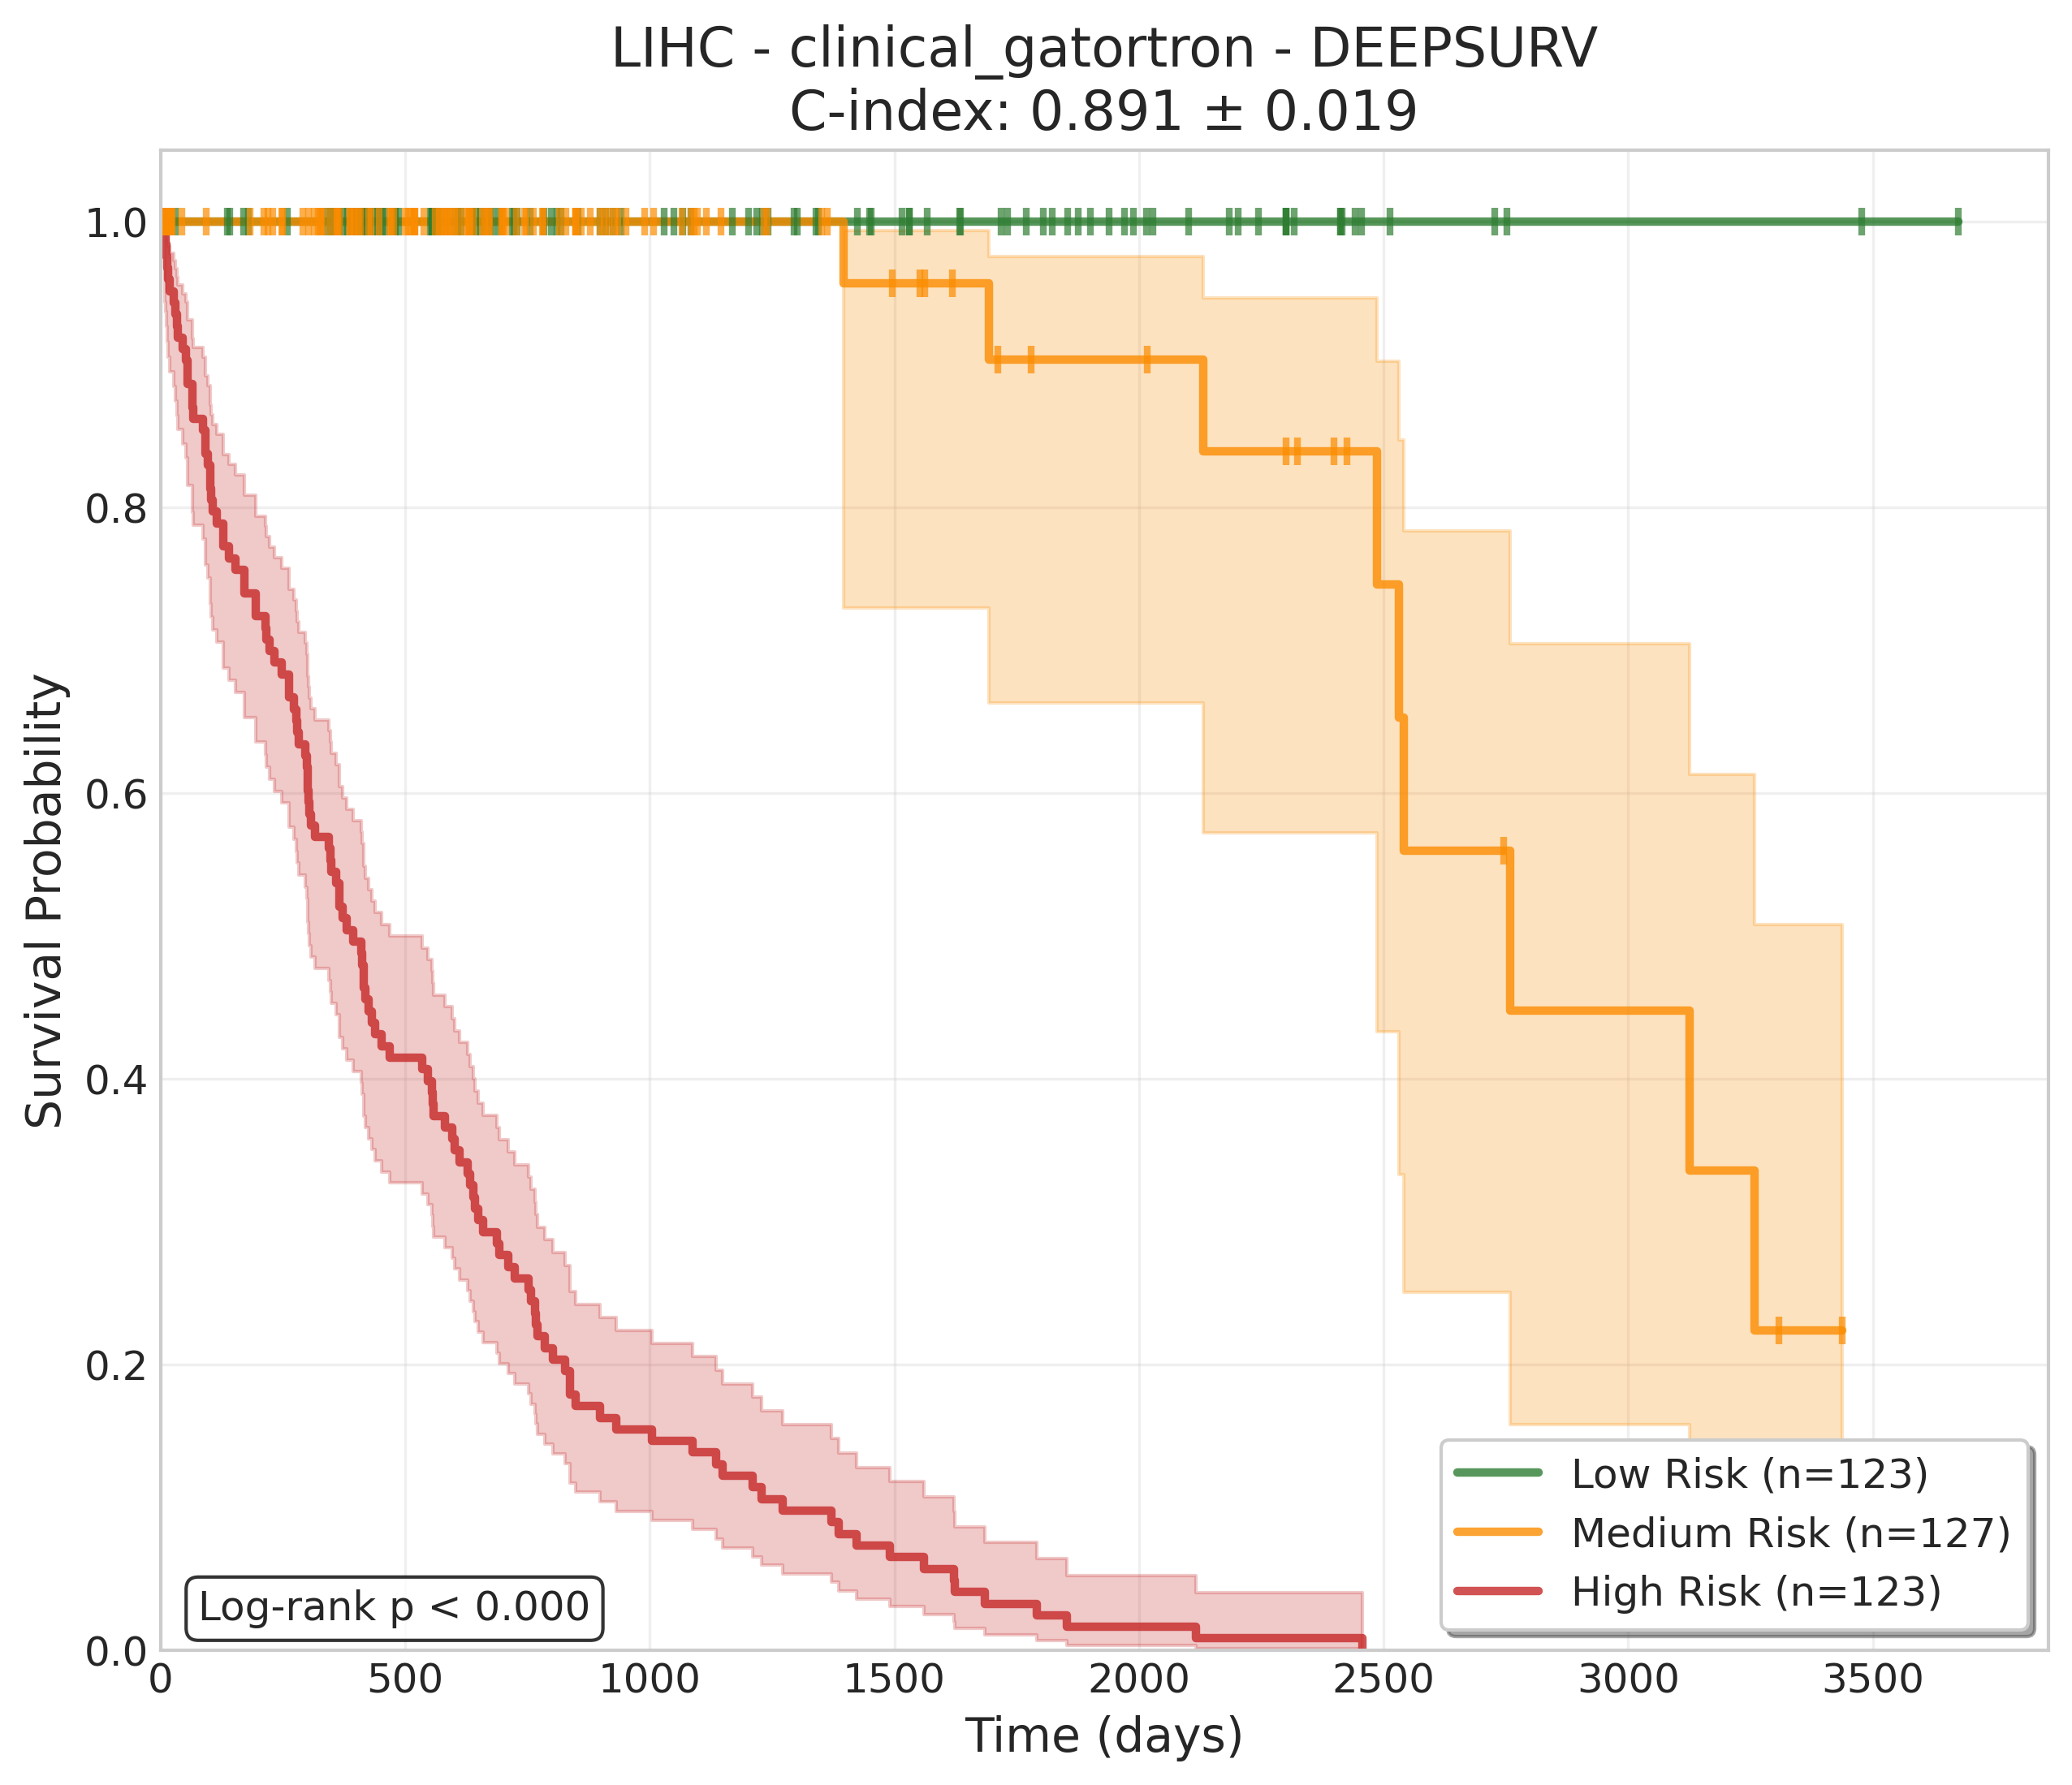 LIHC - clinical_gatortron - DEEPSURV
C-index: 0.891 ± 0.019
Survival Probability
1.0
0.8
0.6
0.4
0.2
0.0
Log-rank p < 0.000
Low Risk (n=123)
Medium Risk (n=127)
High Risk (n=123)
0 500 1000 1500 2000 2500 3000 3500
Time (days)